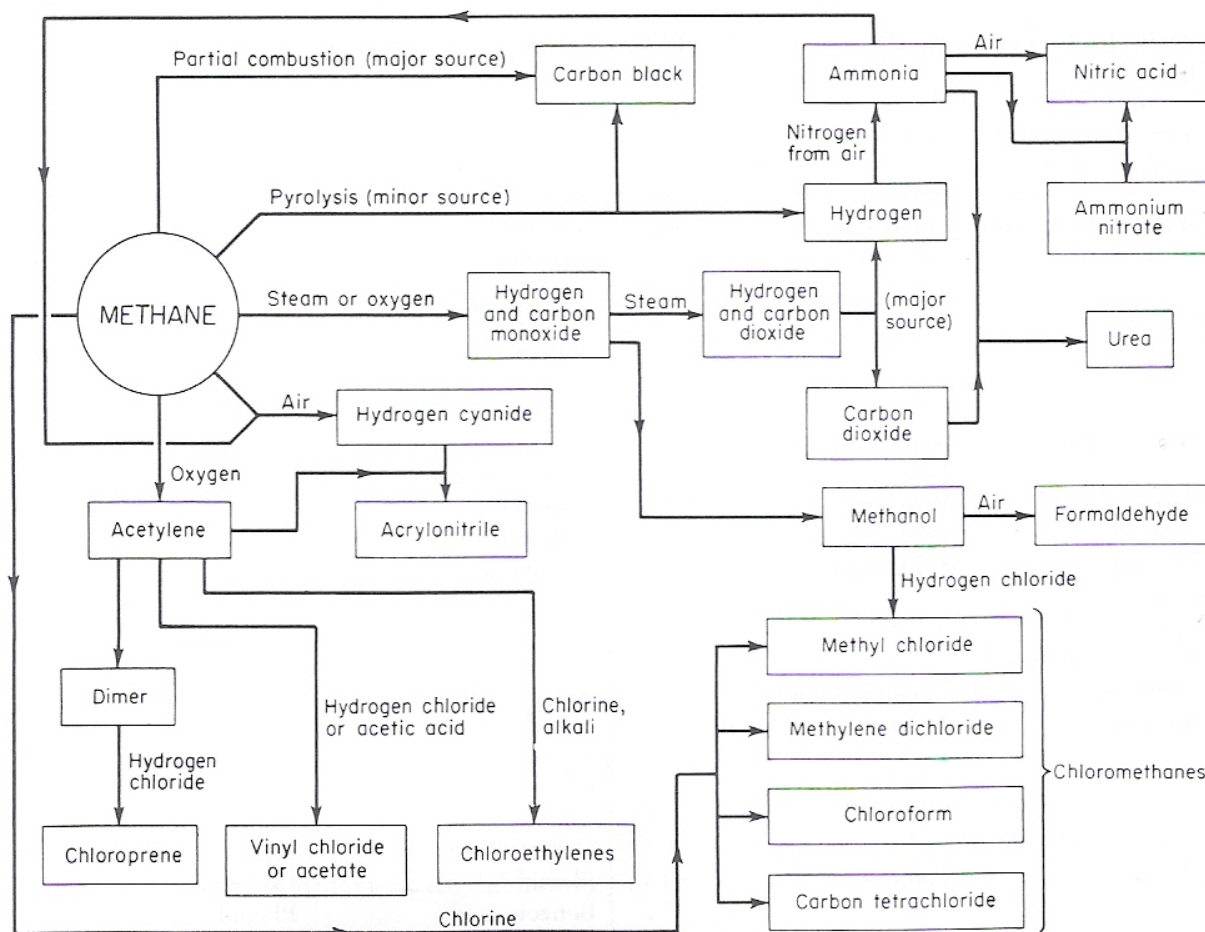 Partial combustion (major source)
Carbon black
Ammonia
Air
Nitric acid
Nitrogen
from air
Pyrolysis (minor source)
Hydrogen
Ammonium
nitrate
METHANE
Steam or oxygen
Hydrogen
and carbon
monoxide
Steam
Hydrogen
and carbon
dioxide
(major
source)
Urea
Air
Hydrogen cyanide
Carbon
dioxide
Oxygen
Acetylene
Acrylonitrile
Methanol
Air
Formaldehyde
Hydrogen chloride
Methyl chloride
Dimer
Hydrogen chloride
or acetic acid
Chlorine,
alkali
Methylene dichloride
Hydrogen
chloride
Chloromethanes
Chloroform
Chloroprene
Vinyl chloride
or acetate
Chloroethylenes
Carbon tetrachloride
Chlorine